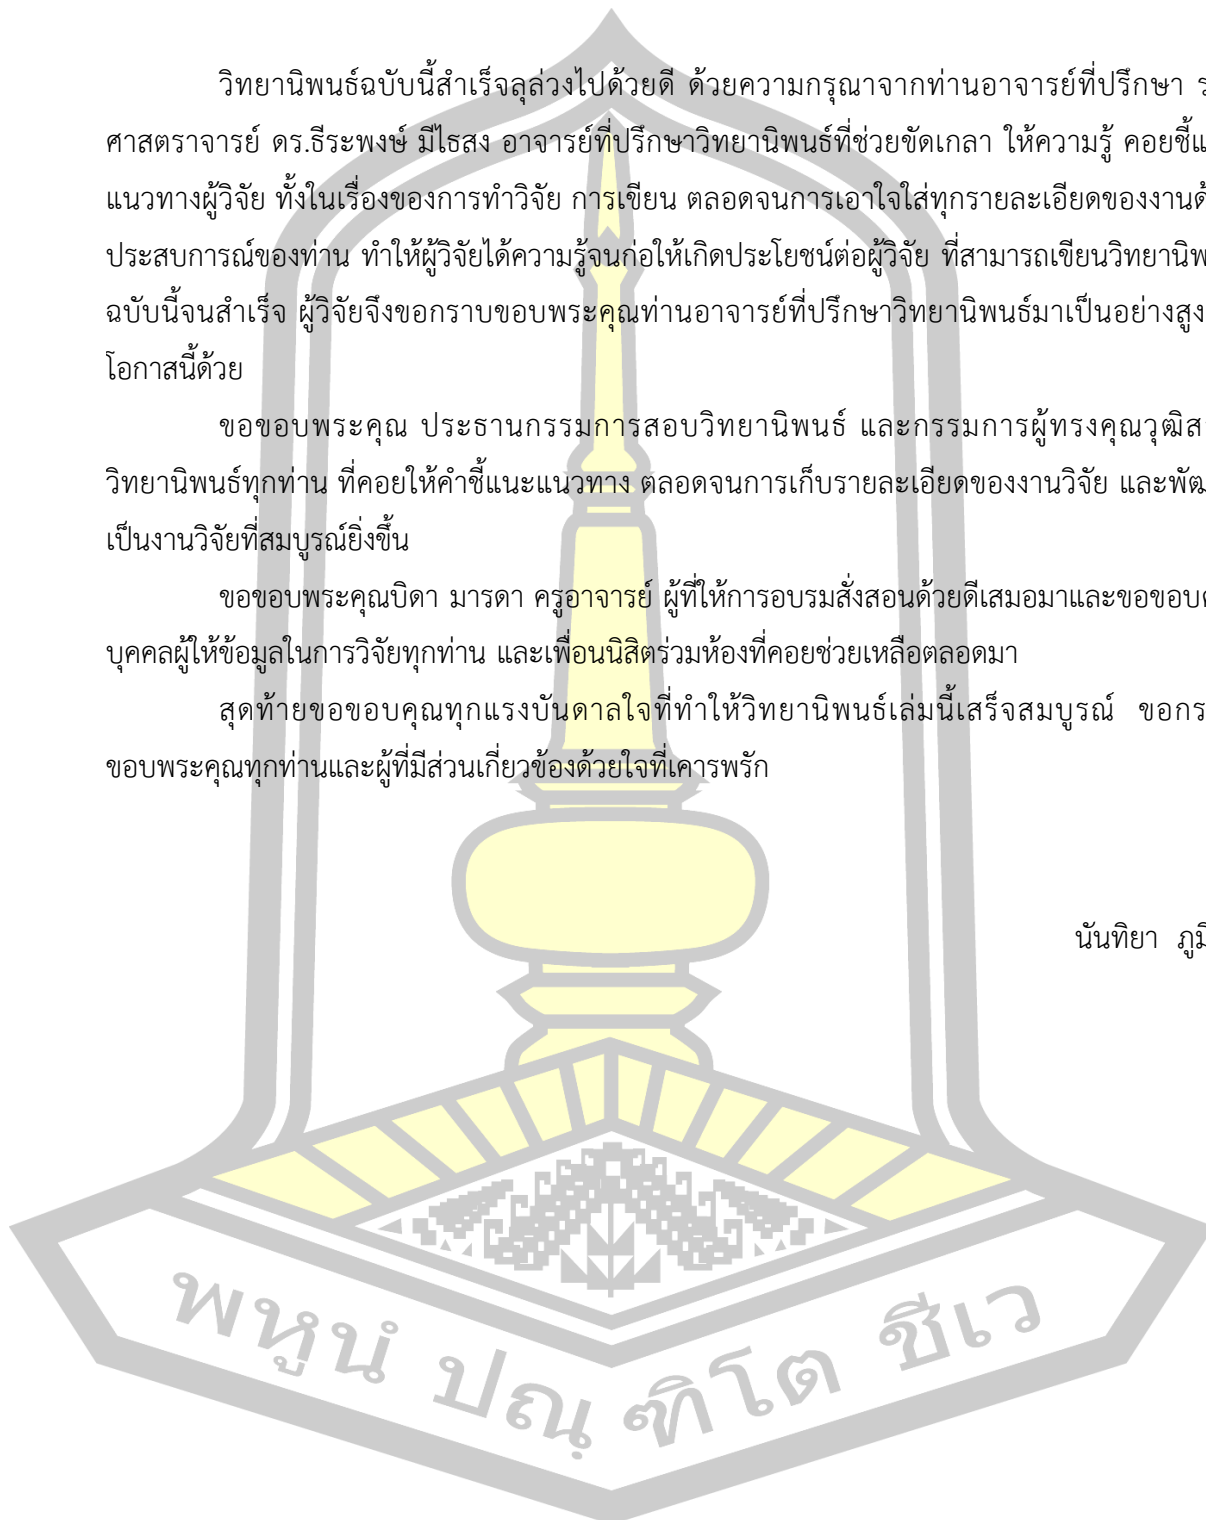 วิทยานิพนธ์ฉบับนี้สำเร็จลุล่วงไปด้วยดี ด้วยความกรุณาจากท่านอาจารย์ที่ปรึกษา
ศาสตราจารย์ ดร.ธีระพงษ์ มีไธสง อาจารย์ที่ปรึกษาวิทยานิพนธ์ที่ช่วยขัดเกลา ให้ความรู้ คอยชี้
แนวทางผู้วิจัย ทั้งในเรื่องของการทำวิจัย การเขียน ตลอดจนการเอาใจใส่ทุกรายละเอียดของงาน
ประสบการณ์ของท่าน ทำให้ผู้วิจัยได้ความรู้จนก่อให้เกิดประโยชน์ต่อผู้วิจัย ที่สามารถเขียนวิทยานิพ
ฉบับนี้จนสำเร็จ ผู้วิจัยจึงขอกราบขอบพระคุณท่านอาจารย์ที่ปรึกษาวิทยานิพนธ์มาเป็นอย่างสูง
โอกาสนี้ด้วย
ขอขอบพระคุณ ประธานกรรมการสอบวิทยานิพนธ์ และกรรมการผู้ทรงคุณวุฒิส
วิทยานิพนธ์ทุกท่าน ที่คอยให้คำชี้แนะแนวทาง ตลอดจนการเก็บรายละเอียดของงานวิจัย และพัฒ
เป็นงานวิจัยที่สมบูรณ์ยิ่งขึ้น
ขอขอบพระคุณบิดา มารดา ครูอาจารย์ ผู้ที่ให้การอบรมสั่งสอนด้วยดีเสมอมาและขอขอบ
บุคคลผู้ให้ข้อมูลในการวิจัยทุกท่าน และเพื่อนนิสิตร่วมห้องที่คอยช่วยเหลือตลอดมา
สุดท้ายขอขอบคุณทุกแรงบันดาลใจที่ทำให้วิทยานิพนธ์เล่มนี้เสร็จสมบูรณ์ ขอกร
ขอบพระคุณทุกท่านและผู้ที่มีส่วนเกี่ยวข้องด้วยใจที่เคารพรัก
นันทิยา ภูมิ
พหูนํ ปณฺฑิโต ชีเว